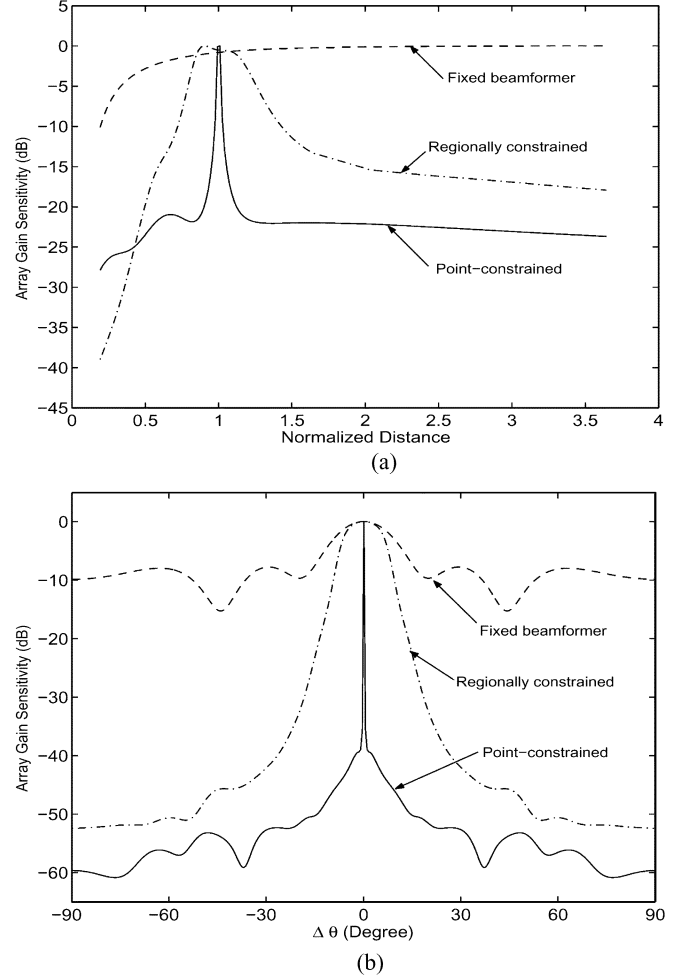 5
0
−5
−10
−15
−20
−25
−30
−35
−40
−45
Array Gain Sensitivity (dB)
Fixed beamformer
Regionally constrained
Point−constrained
0 0.5 1 1.5 2 2.5 3 3.5 4
Normalized Distance
(a)
0
−10
−20
−30
−40
−50
−60
Array Gain Sensitivity (dB)
Fixed beamformer
Regionally constrained
Point−constrained
−90 −60 −30 0 30 60 90
Δ θ (Degree)
(b)